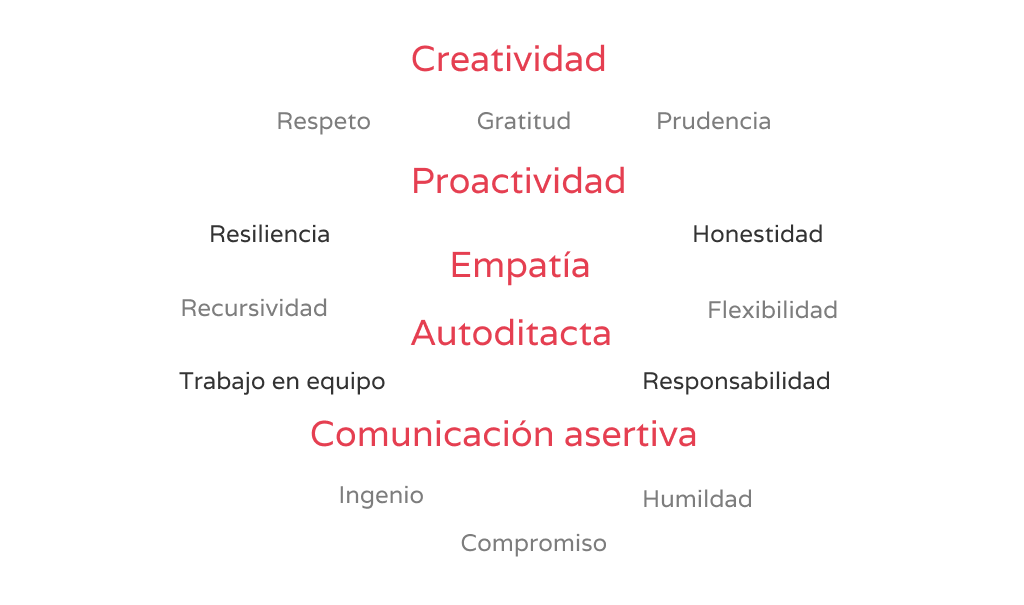 Creatividad
Respeto Gratitud Prudencia
Proactividad
Resiliencia Honestidad
Empatía
Recursividad Flexibilidad
Autoditacta
Trabajo en equipo Responsabilidad
Comunicación asertiva
Ingenio Humildad
Compromiso